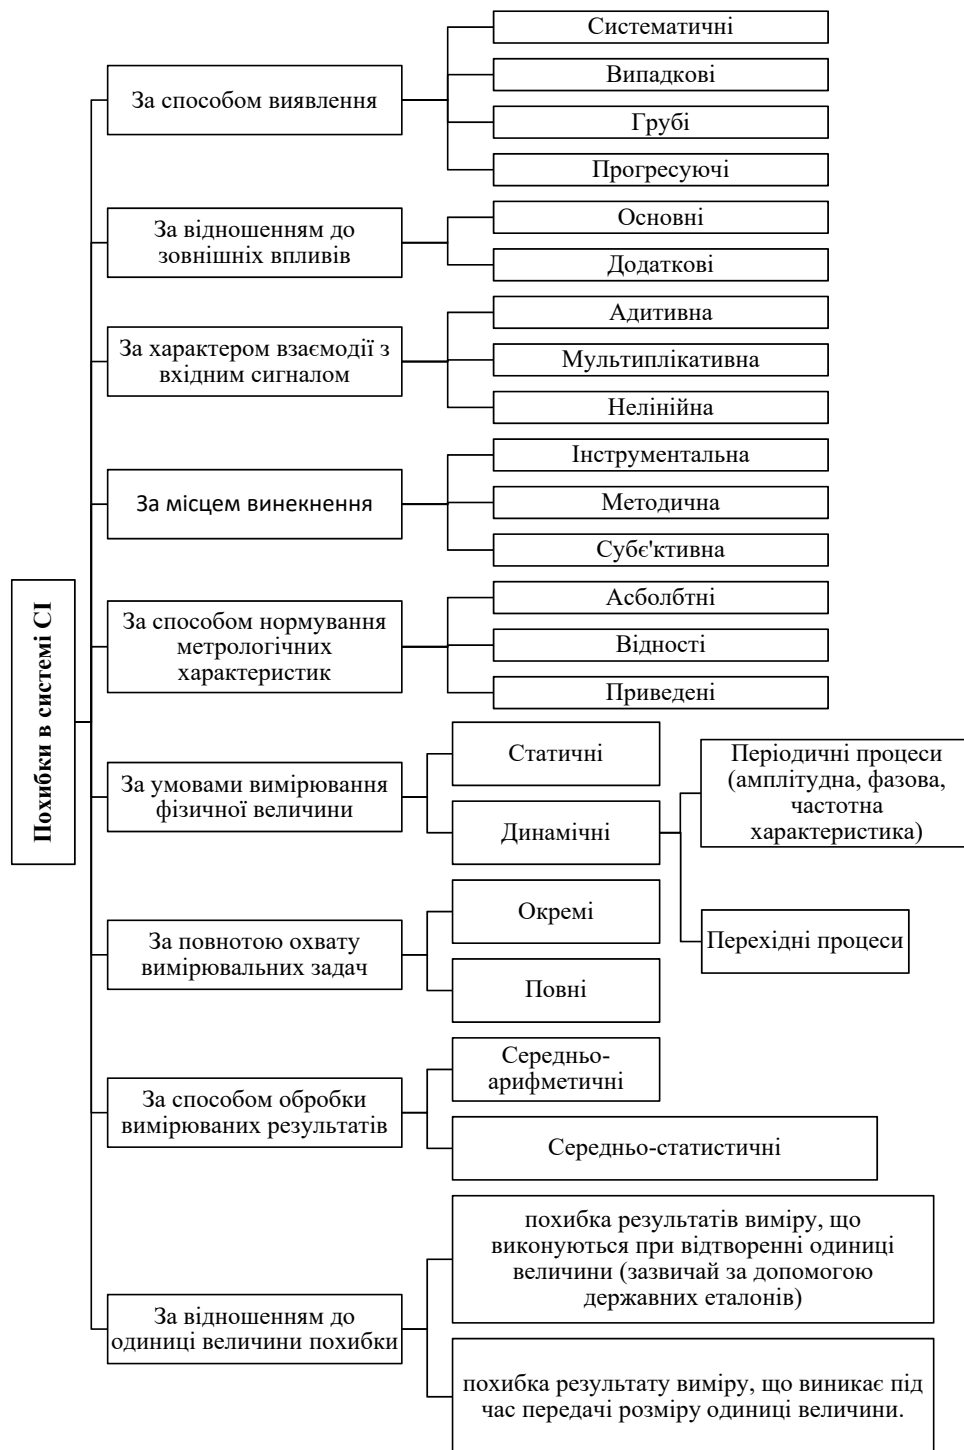 Похибки в системі СІ
За способом виявлення
Систематичні
Випадкові
Грубі
Прогресуючі
За відношенням до
зовнішніх впливів
Основні
Додаткові
За характером взаємодії з
вхідним сигналом
Адитивна
Мультиплікативна
Нелінійна
За місцем винекнення
Інструментальна
Методична
Субє'ктивна
За способом нормування
метрологічних
характеристик
Асболбтні
Відності
Приведені
За умовами вимірювання
фізичної величини
Статичні
Динамічні
Періодичні процеси
(амплітудна, фазова,
частотна
характеристика)
Перехідні процеси
За повнотою охвату
вимірювальних задач
Окремі
Повні
За способом обробки
вимірюваних результатів
Середньо-
арифметичні
Середньо-статистичні
За відношенням до
одиниці величини похибки
похибка результатів виміру, що
виконуються при відтворенні одиниці
величини (зазвичай за допомогою
державних еталонів)
похибка результату виміру, що виникає під
час передачі розміру одиниці величини.